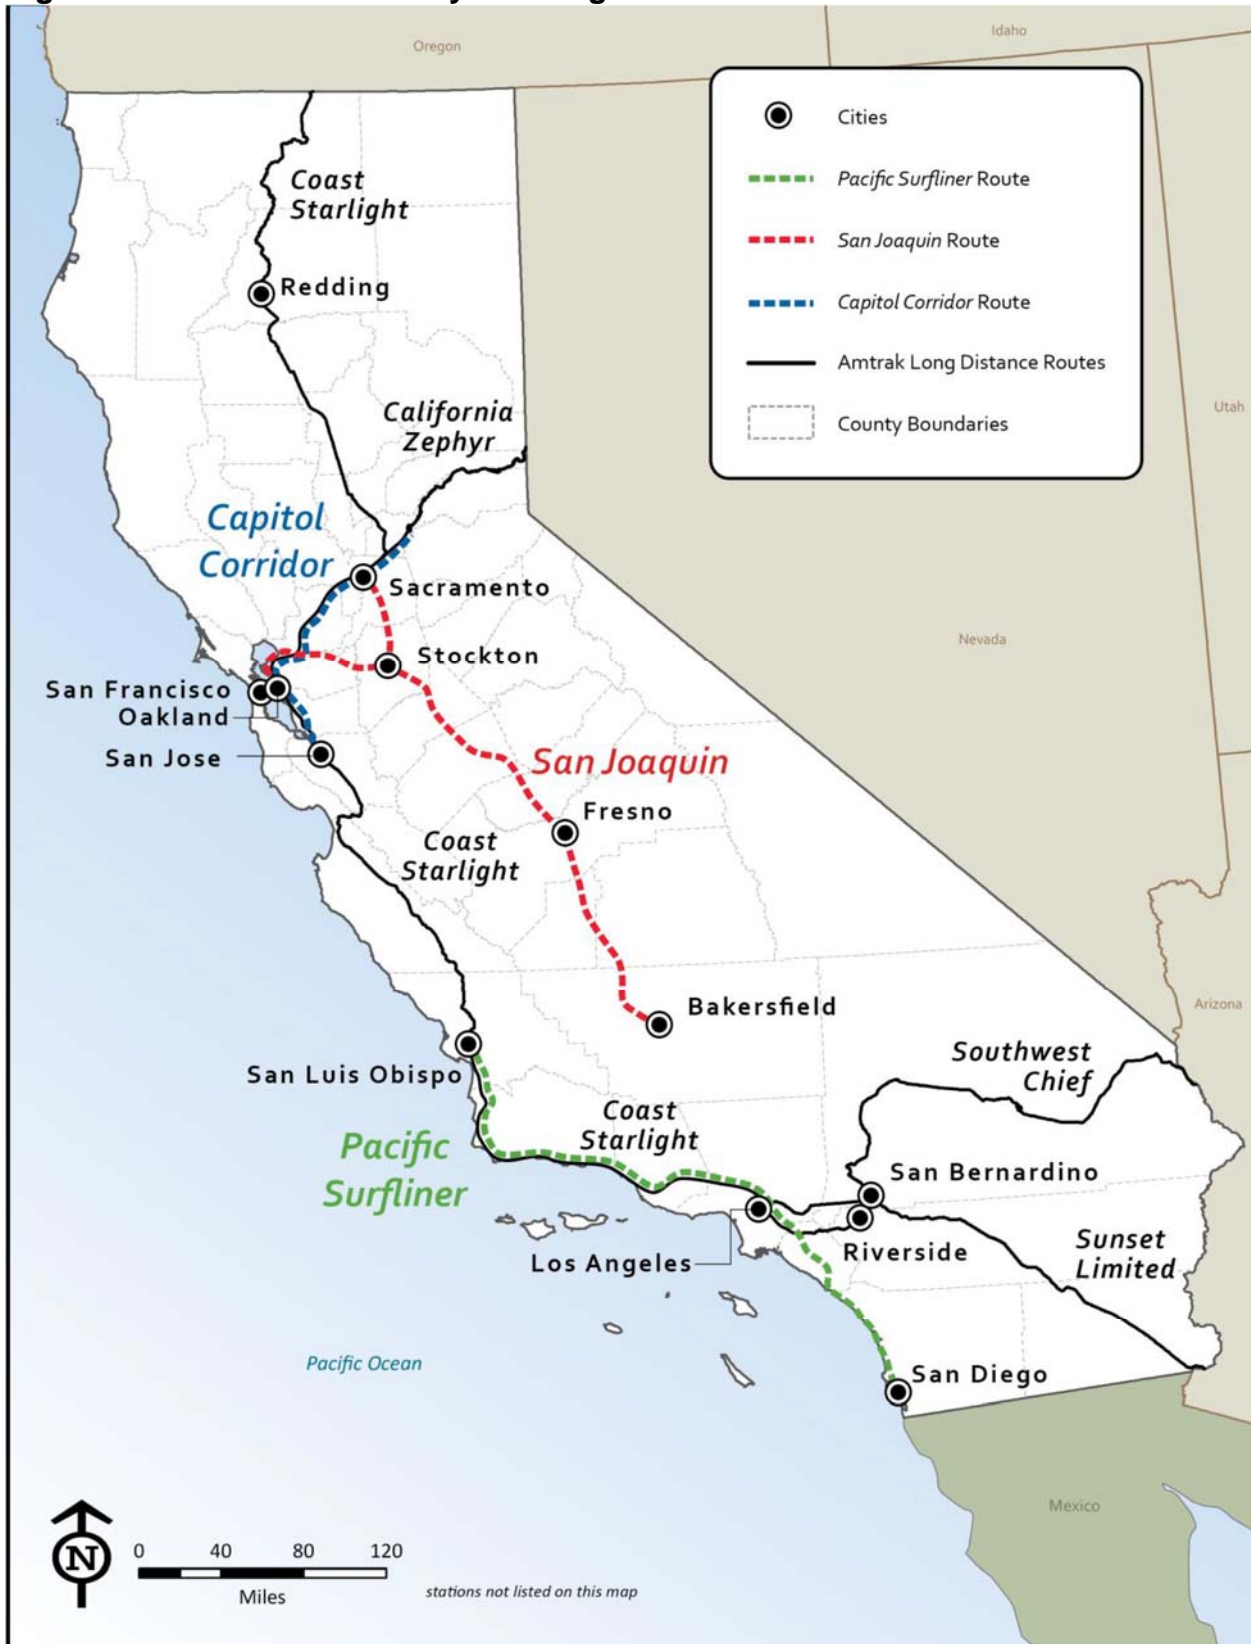 Oregon
Idaho
Cities
Pacific Surfliner Route
San Joaquin Route
Capitol Corridor Route
Amtrak Long Distance Routes
County Boundaries
Coast
Starlight
Redding
California
Zephyr
Utah
Capitol
Corridor
Sacramento
Nevada
Stockton
San Francisco
Oakland
San Jose
San Joaquin
Fresno
Coast
Starlight
Bakersfield
Arizona
San Luis Obispo
Southwest
Chief
Coast
Starlight
Pacific
Surfliner
San Bernardino
Riverside
Los Angeles
Sunset
Limited
Pacific Ocean
San Diego
Mexico
N
0 40 80 120
Miles
stations not listed on this map